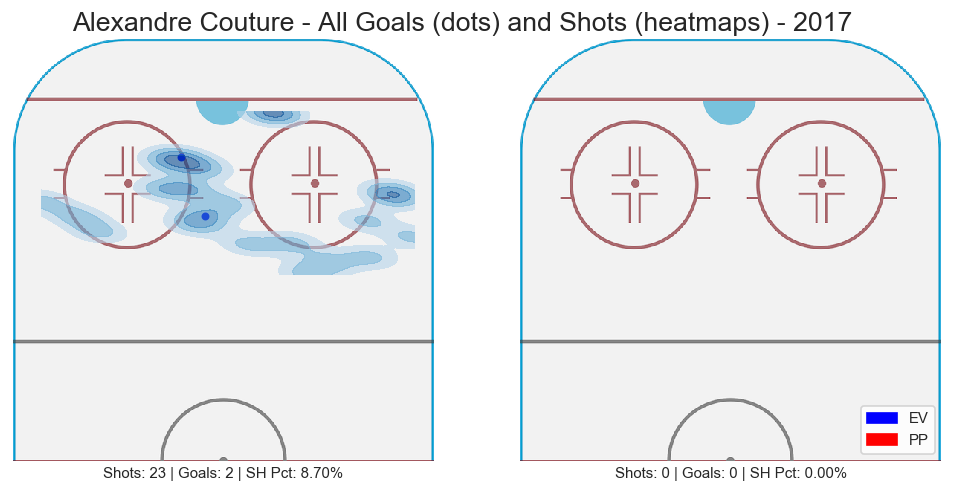 Alexandre Couture - All Goals (dots) and Shots (heatmaps) - 2017
EV
PP
Shots: 23 | Goals: 2 | SH Pct: 8.70%
Shots: 0 | Goals: 0 | SH Pct: 0.00%